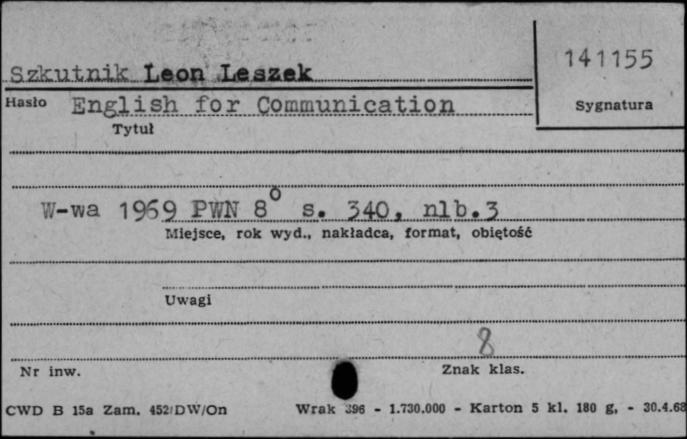 141155
Szkutnik Leon Leszek
Hasło English for Communication
Sygnatura
Tytuł
W-wa 1969 PWN 8° s. 340, nlb.3
Miejsce, rok wyd., nakładca, format, objętość
Uwagi
8
Nr inw. Znak klas.
CWD B 15a Zam. 452/DW/On Wrak 396 - 1.730.000 - Karton 5 kl. 180 g, - 30.4.68